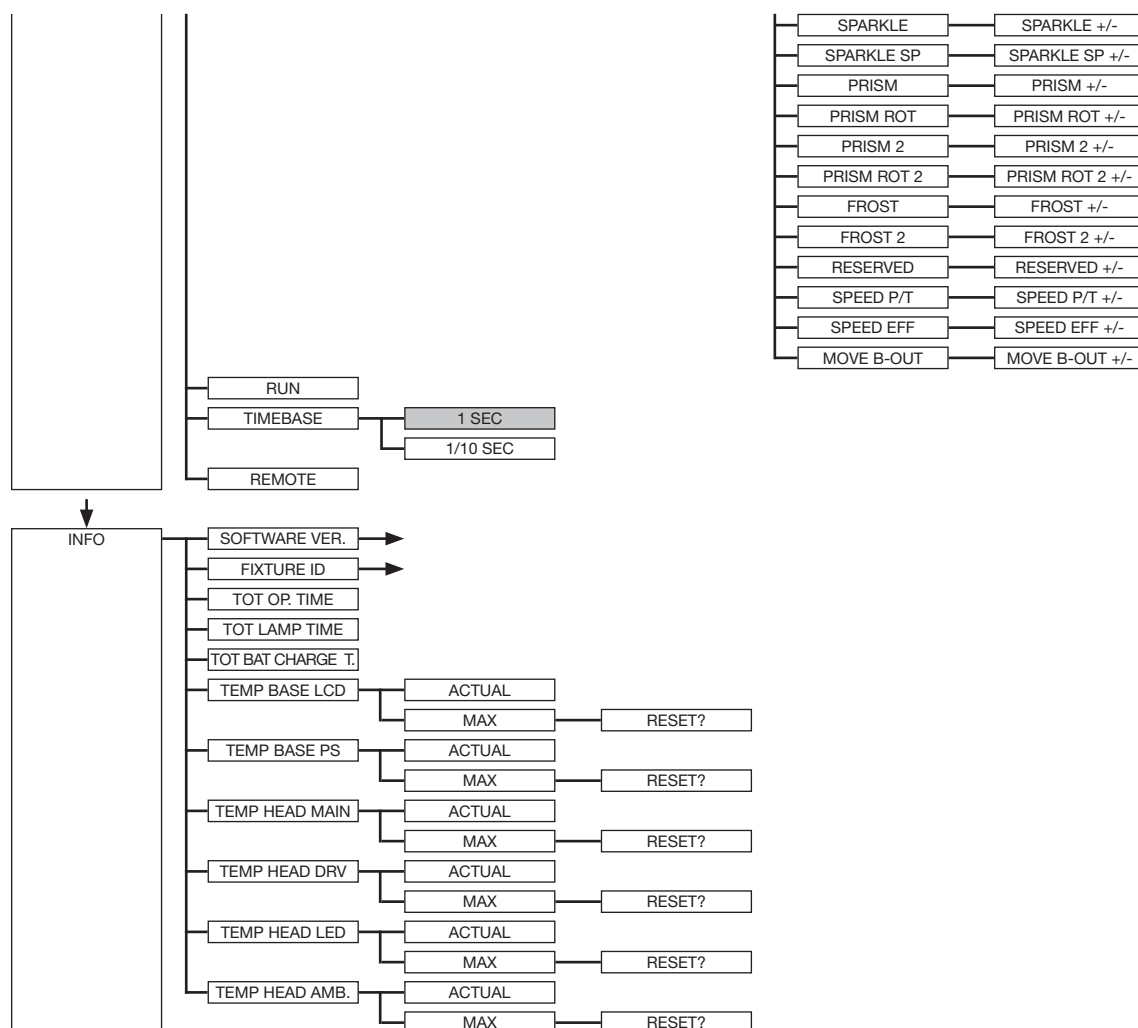 SPARKLE SPARKLE +/-
SPARKLE SP SPARKLE SP +/-
PRISM PRISM +/-
PRISM ROT PRISM ROT +/-
PRISM 2 PRISM 2 +/-
PRISM ROT 2 PRISM ROT 2 +/-
FROST FROST +/-
FROST 2 FROST 2 +/-
RESERVED RESERVED +/-
SPEED P/T SPEED P/T +/-
SPEED EFF SPEED EFF +/-
MOVE B-OUT MOVE B-OUT +/-
RUN
TIMEBASE 1 SEC
1/10 SEC
REMOTE
INFO SOFTWARE VER.
FIXTURE ID
TOT OP. TIME
TOT LAMP TIME
TOT BAT CHARGE T.
TEMP BASE LCD ACTUAL
MAX RESET?
TEMP BASE PS ACTUAL
MAX RESET?
TEMP HEAD MAIN ACTUAL
MAX RESET?
TEMP HEAD DRV ACTUAL
MAX RESET?
TEMP HEAD LED ACTUAL
MAX RESET?
TEMP HEAD AMB. ACTUAL
MAX RESET?